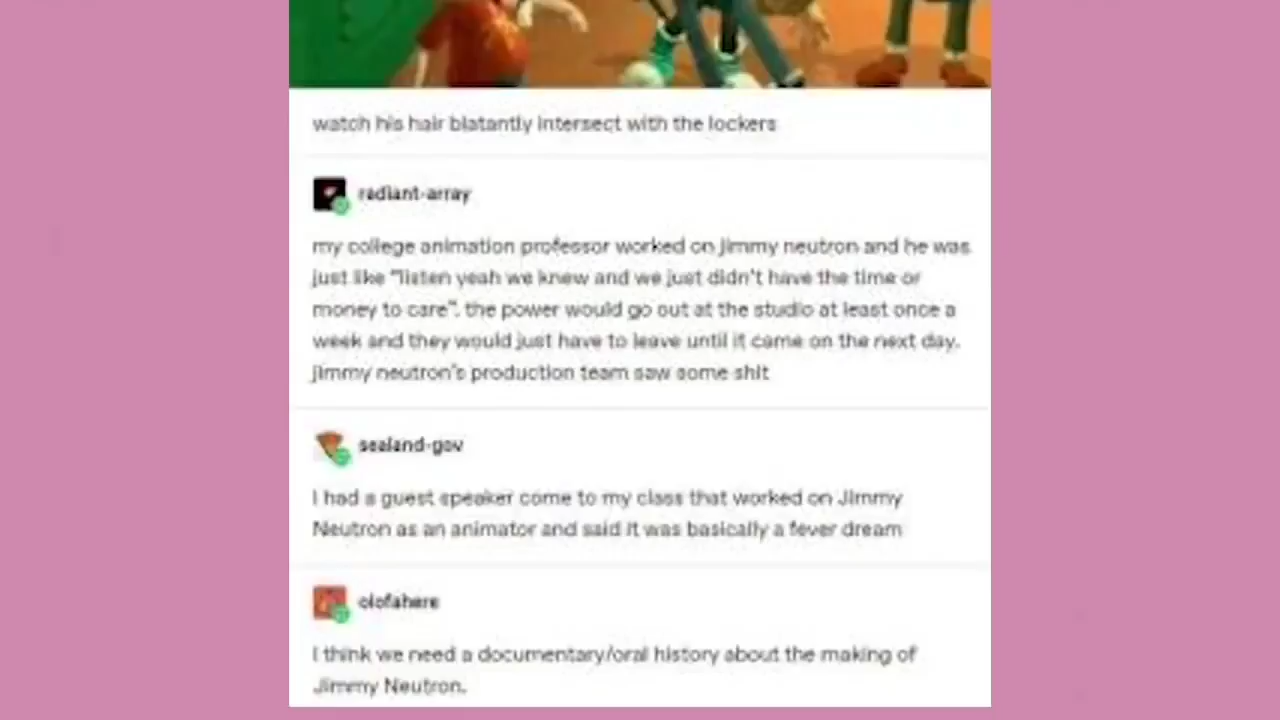 watch his hair blatantly intersect with the lockers
radiant-array
my college animation professor worked on jimmy neutron and he was
just like "listen yeah we knew and we just didn't have the time or
money to care". the power would go out at the studio at least once a
week and they would just have to leave until it came on the next day.
jimmy neutron's production team saw some shit
sealand-gov
I had a guest speaker come to my class that worked on Jimmy
Neutron as an animator and said it was basically a fever dream
olofahere
I think we need a documentary/oral history about the making of
Jimmy Neutron.